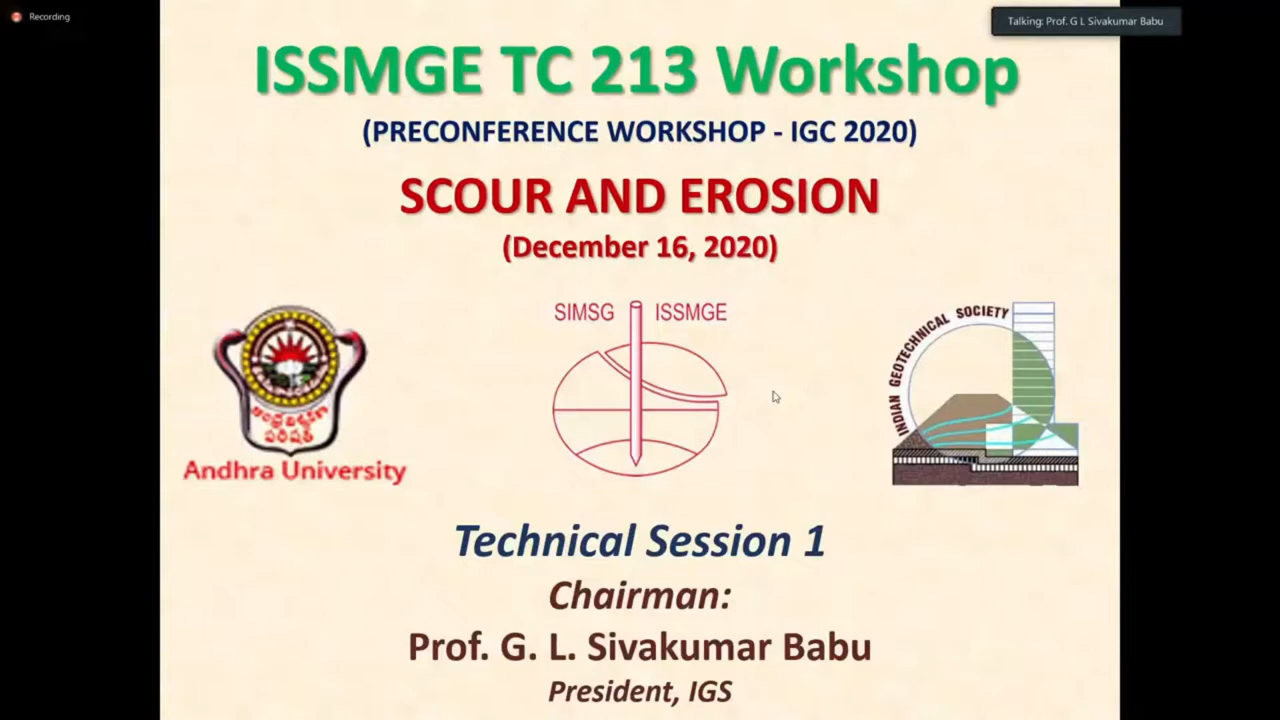 Recording
Talking: Prof. G L Sivakumar Babu
ISSMGE TC 213 Workshop
(PRECONFERENCE WORKSHOP - IGC 2020)
SCOUR AND EROSION
(December 16, 2020)
SIMSG ISSMGE
INDIAN GEOTECHNICAL SOCIETY
Andhra University
Technical Session 1
Chairman:
Prof. G. L. Sivakumar Babu
President, IGS